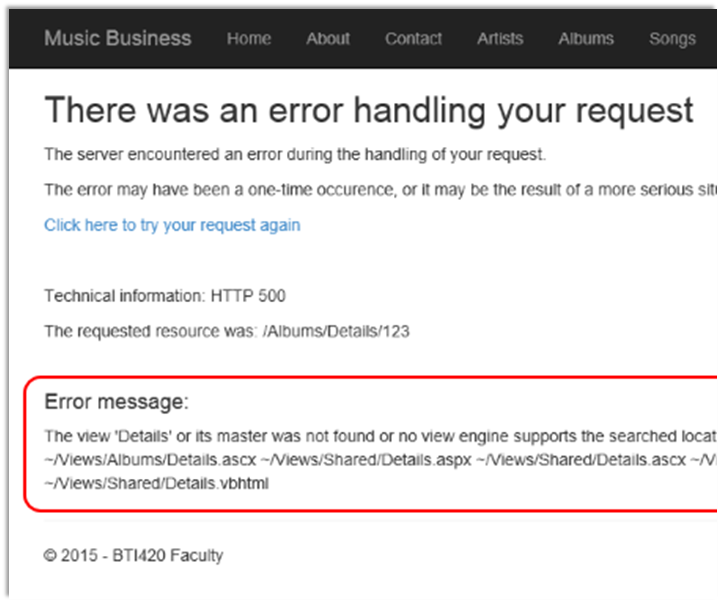 Music Business Home About Contact Artists Albums Songs
There was an error handling your request
The server encountered an error during the handling of your request.
The error may have been a one-time occurence, or it may be the result of a more serious
Click here to try your request again
Technical information: HTTP 500
The requested resource was: /Albums/Details/123
Error message:
The view 'Details' or its master was not found or no view engine supports the searched
~/Views/Albums/Details.ascx ~/Views/Shared/Details.aspx ~/Views/Shared/Details.ascx
~/Views/Shared/Details.vbhtml
© 2015 - BTI420 Faculty